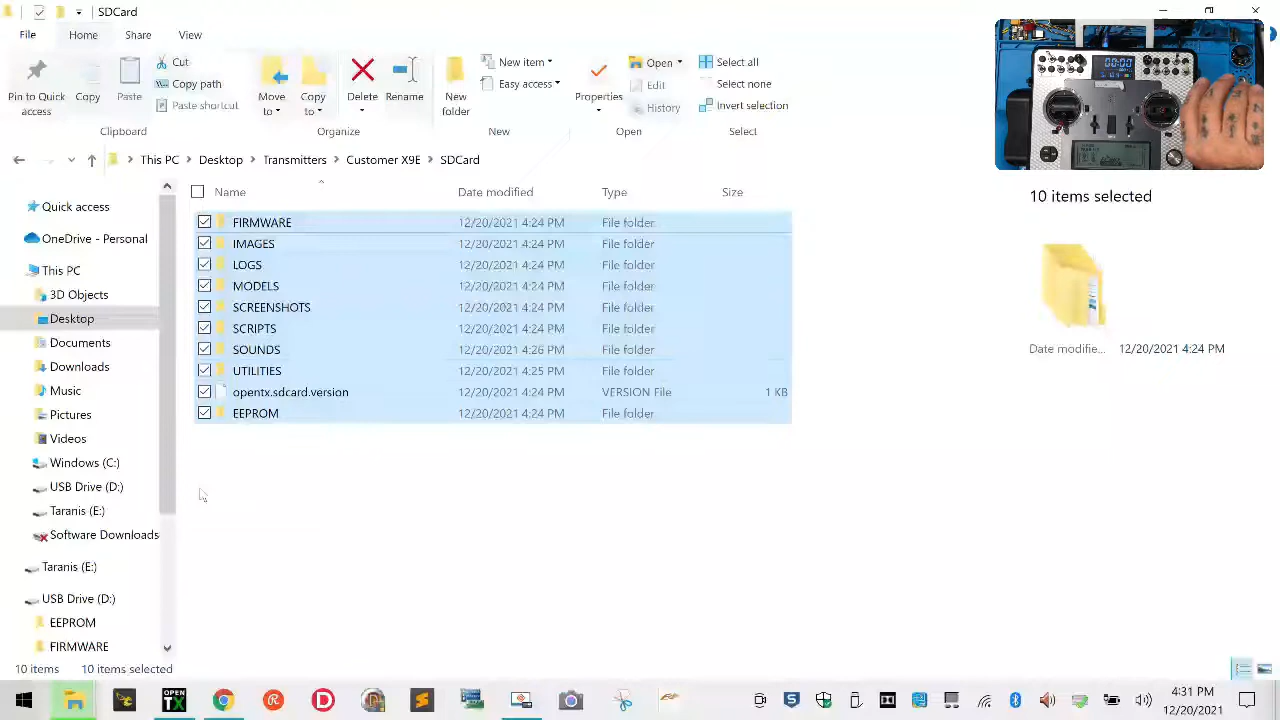 SDCard
File Home Share View
Pin to Quick access
Copy
Paste
Cut
Copy path
Paste shortcut
Move to
Copy to
New item
Easy access
Properties
Open
Edit
History
Select all
Select none
Invert selection
Clipboard Organize New Open Select
This PC > Desktop > Transmitters >
Name Date modified Type Size
FIRMWARE 12/20/2021 4:24 PM File folder
IMAGES 12/20/2021 4:24 PM File folder
LOGS 12/20/2021 4:24 PM File folder
MODELS 12/20/2021 4:24 PM File folder
SCREENSHOTS 12/20/2021 4:24 PM File folder
SCRIPTS 12/20/2021 4:24 PM File folder
SOUNDS 12/20/2021 4:26 PM File folder
UTILITIES 12/20/2021 4:25 PM File folder
opentx.sdcard.version 12/20/2021 4:24 PM VERSION File 1 KB
EEPROM 12/20/2021 4:24 PM File folder
Quick access
OneDrive - Personal
This PC
3D Objects
Desktop
Documents
Downloads
Music
Pictures
Videos
Windows (C:)
USB Drive (D:)
Taranis (E:)
Software Downloads
Taranis (E:)
USB Drive (D:)
EEPROM
FIRMWARE
00:00
10 items selected
Date modifie... 12/20/2021 4:24 PM
10 items 10 items selected
OPEN
TX
4:31 PM
12/20/2021